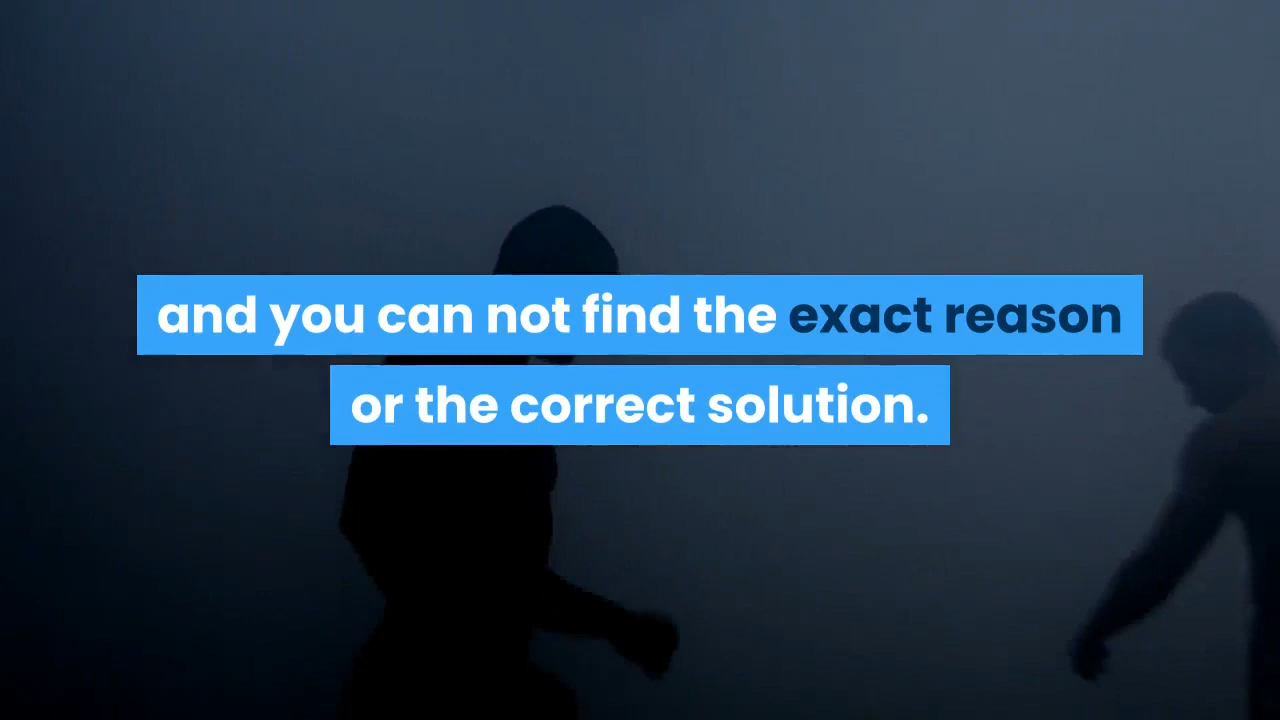 and you can not find the exact reason
or the correct solution.